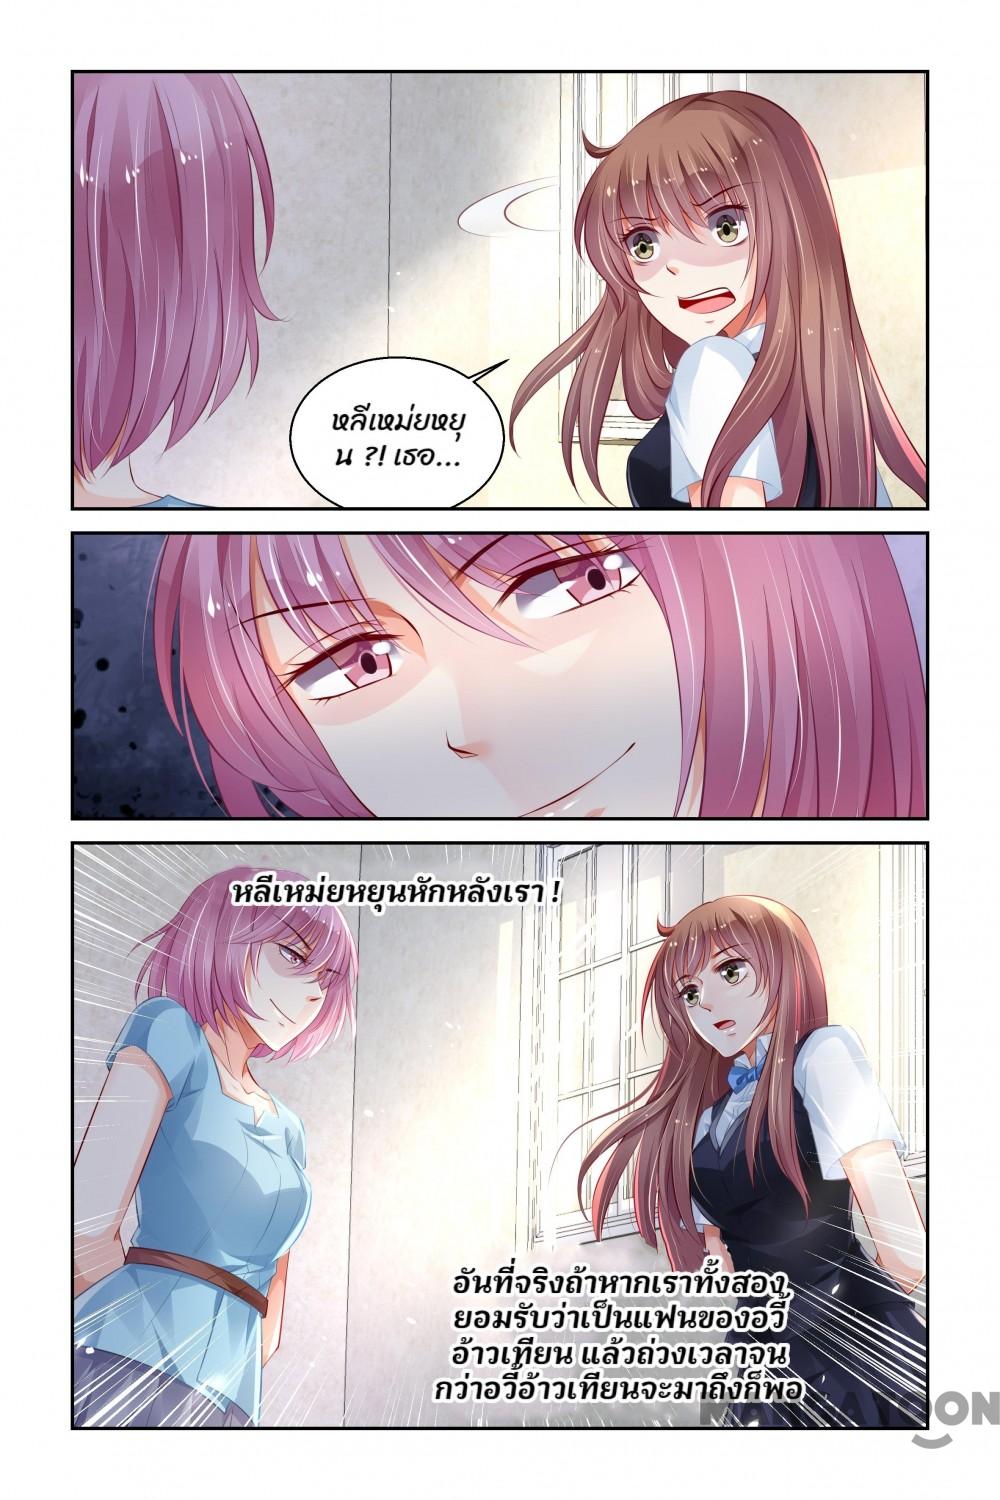 หลีเหม่ยหยุ
น ?! เธอ...
หลีเหม่ยหยุนหักหลังเรา !
อันที่จริงถ้าหากเราทั้งสอง
ยอมรับว่าเป็นแฟนของอวี้
อ้าวเทียน แล้วถ่วงเวลาจน
กว่าอวี้อ้าวเทียนจะมาถึงก็พอ
MANGATOON